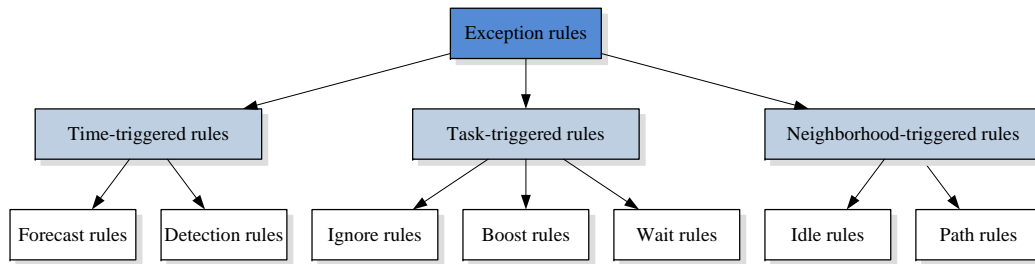 Exception rules
Time-triggered rules
Task-triggered rules
Neighborhood-triggered rules
Forecast rules
Detection rules
Ignore rules
Boost rules
Wait rules
Idle rules
Path rules